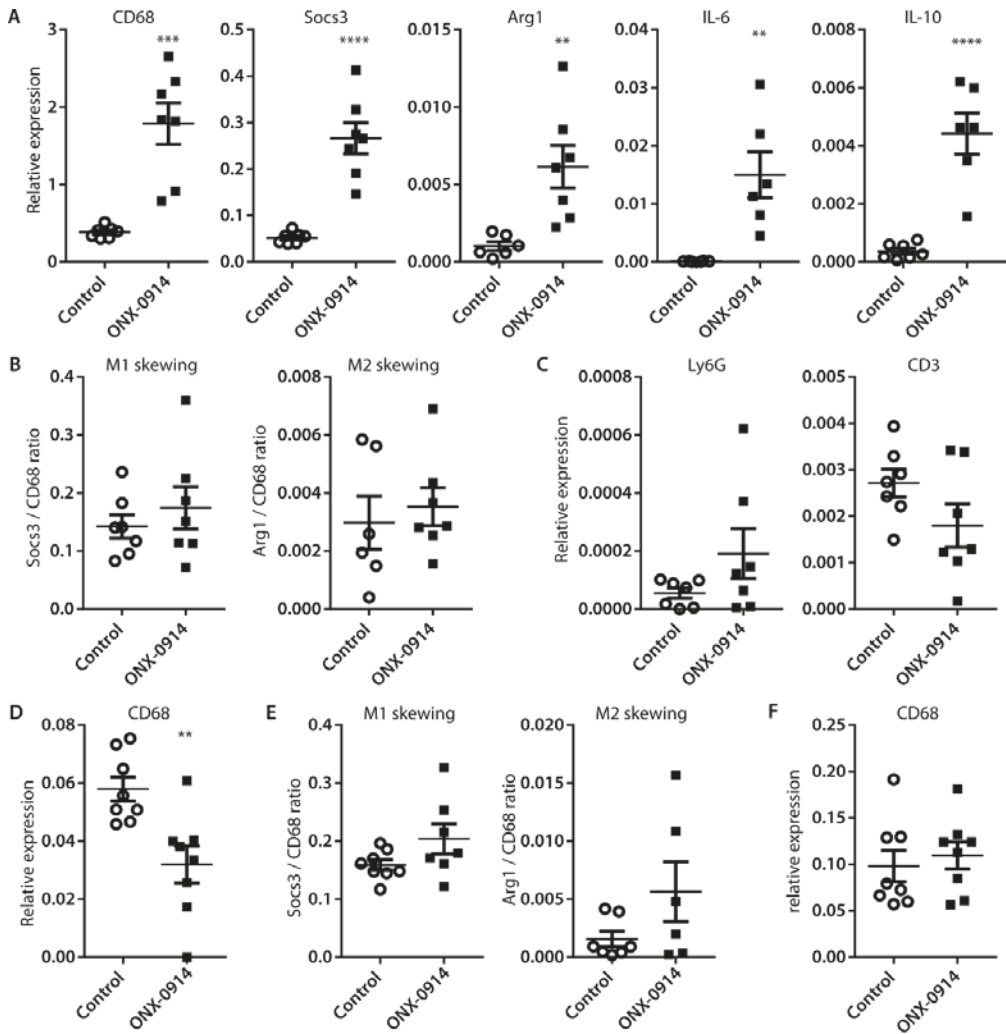 A
CD68
Socs3
Arg1
IL-6
IL-10
Relative expression
3
2
1
0
***
Control
ONX-0914
0.5
0.4
0.3
0.2
0.1
0.0
****
Control
ONX-0914
0.015
0.010
0.005
0.000
**
Control
ONX-0914
0.04
0.03
0.02
0.01
0.00
**
Control
ONX-0914
0.008
0.006
0.004
0.002
0.000
****
Control
ONX-0914
B
M1 skewing
Socs3 / CD68 ratio
0.4
0.3
0.2
0.1
0.0
Control
ONX-0914
M2 skewing
Arg1 / CD68 ratio
0.008
0.006
0.004
0.002
0.000
Control
ONX-0914
C
Ly6G
Relative expression
0.0008
0.0006
0.0004
0.0002
0.0000
Control
ONX-0914
CD3
0.005
0.004
0.003
0.002
0.001
0.000
Control
ONX-0914
D
CD68
Relative expression
0.08
0.06
0.04
0.02
0.00
**
Control
ONX-0914
E
M1 skewing
Socs3 / CD68 ratio
0.4
0.3
0.2
0.1
0.0
Control
ONX-0914
M2 skewing
Arg1 / CD68 ratio
0.020
0.015
0.010
0.005
0.000
Control
ONX-0914
F
CD68
relative expression
0.25
0.20
0.15
0.10
0.05
0.00
Control
ONX-0914